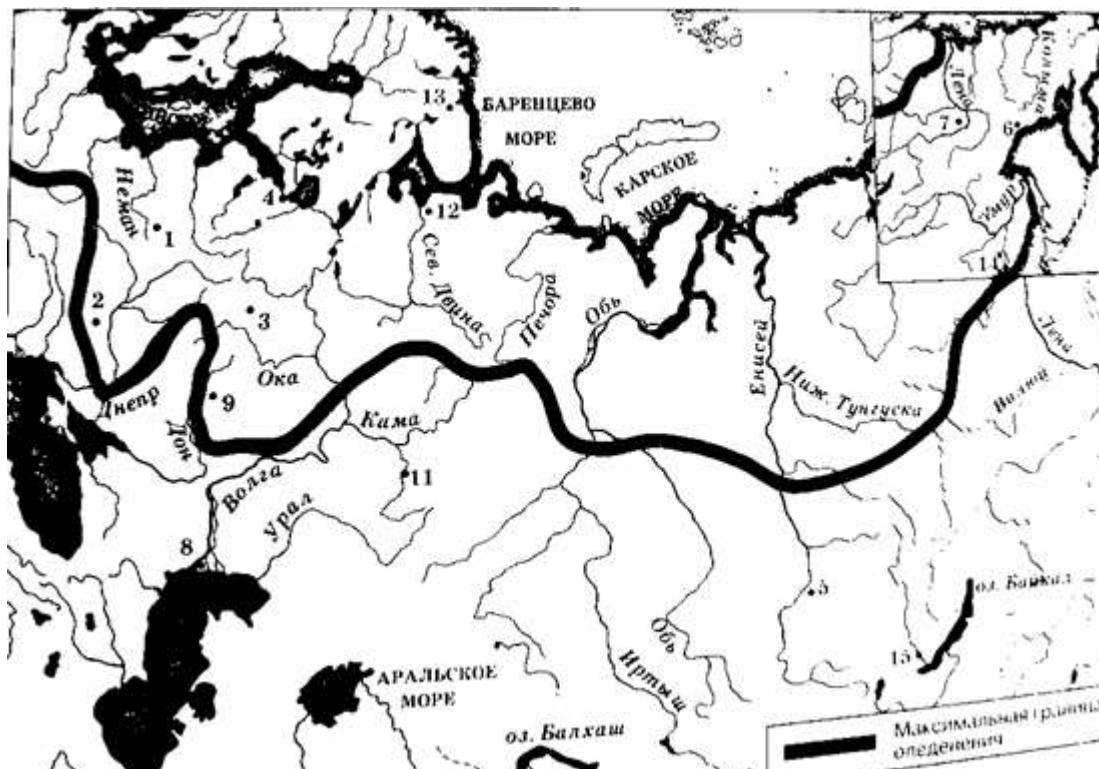 БАРЕНЦЕВО
МОРЕ
КАРСКОЕ
МОРЕ
13
Колыма
Лена
7
6
Амур
14
Неман
4
1
12
Сев. Двина
Печора
2
3
Обь
Енисей
Лена
Днепр
Ока
Ниж. Тунгуска
Вилюй
9
Дон
Кама
Волга
11
Урал
8
оз. Байкал
5
Обь
15
Иртыш
АРАЛЬСКОЕ
МОРЕ
оз. Балхаш
Максимальная граница
оледенения